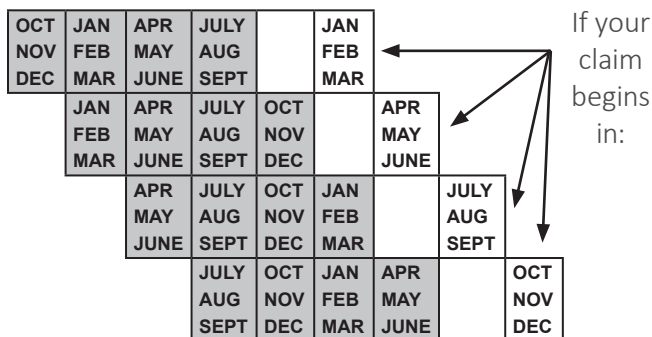 OCT JAN APR JULY JAN
NOV FEB MAY AUG FEB
DEC MAR JUNE SEPT MAR
JAN APR JULY OCT APR
FEB MAY AUG NOV MAY
MAR JUNE SEPT DEC JUNE
APR JULY OCT JAN JULY
MAY AUG NOV FEB AUG
JUNE SEPT DEC MAR SEPT
JULY OCT JAN APR OCT
AUG NOV FEB MAY NOV
SEPT DEC MAR JUNE DEC
If your
claim
begins
in: